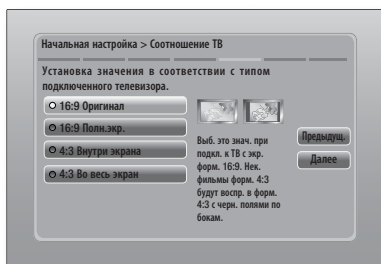 Начальная настройка > Соотношение ТВ
Установка значения в соответствии с типом
подключенного телевизора.
16:9 Оригинал
16:9 Полн.экр.
4:3 Внутри экрана
4:3 Во весь экран
Выб. это знач. при
подкл. к ТВ с экр.
форм. 16:9. Нек.
фильмы форм. 4:3
будут воспр. в форм.
4:3 с черн. полями по
бокам.
Предыдущ.
Далее